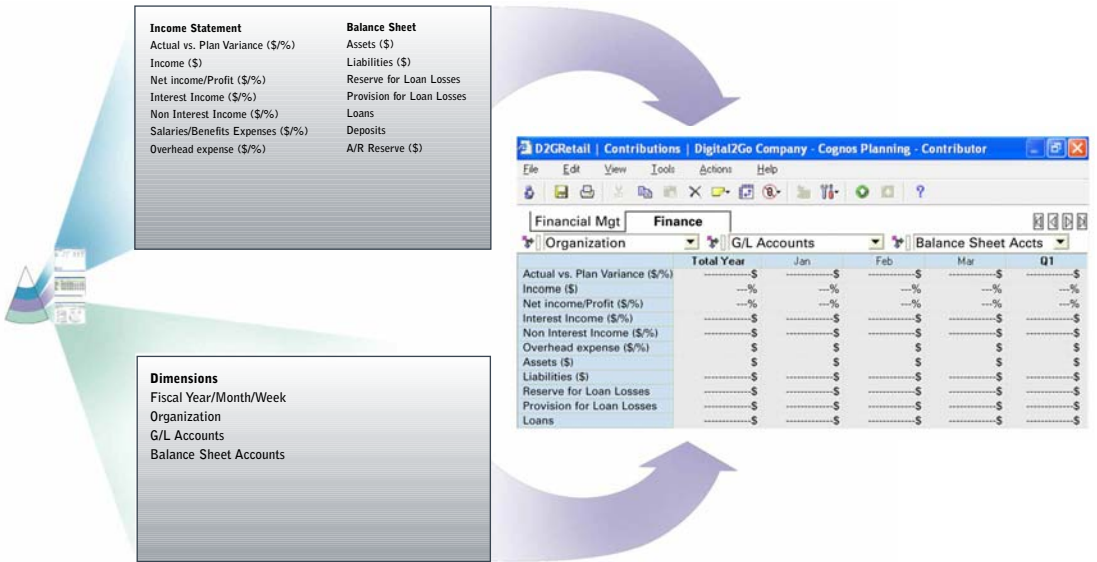 Income Statement
Actual vs. Plan Variance ($/%)
Income ($)
Net income/Profit ($/%)
Interest Income ($/%)
Non Interest Income ($/%)
Salaries/Benefits Expenses ($/%)
Overhead expense ($/%)
Balance Sheet
Assets ($)
Liabilities ($)
Reserve for Loan Losses
Provision for Loan Losses
Loans
Deposits
A/R Reserve ($)
Dimensions
Fiscal Year/Month/Week
Organization
G/L Accounts
Balance Sheet Accounts
D2GRetail | Contributions | Digital2Go Company - Cognos Planning - Contributor
File Edit View Tools Actions Help
Financial Mgt Finance
Organization G/L Accounts Balance Sheet Accts
Total Year Jan Feb Mar Q1
Actual vs. Plan Variance ($/%) -----------$ -----------$ -----------$ -----------$ -----------$
Income ($) ---% ---% ---% ---% ---%
Net income/Profit ($/%) ---% ---% ---% ---% ---%
Interest Income ($/%) -----------$ -----------$ -----------$ -----------$ -----------$
Non Interest Income ($/%) -----------$ -----------$ -----------$ -----------$ -----------$
Overhead expense ($/%) $ $ $ $ $
Assets ($) $ $ $ $ $
Liabilities ($) -----------$ -----------$ -----------$ -----------$ -----------$
Reserve for Loan Losses -----------$ -----------$ -----------$ -----------$ -----------$
Provision for Loan Losses -----------$ -----------$ -----------$ -----------$ -----------$
Loans -----------$ -----------$ -----------$ -----------$ -----------$